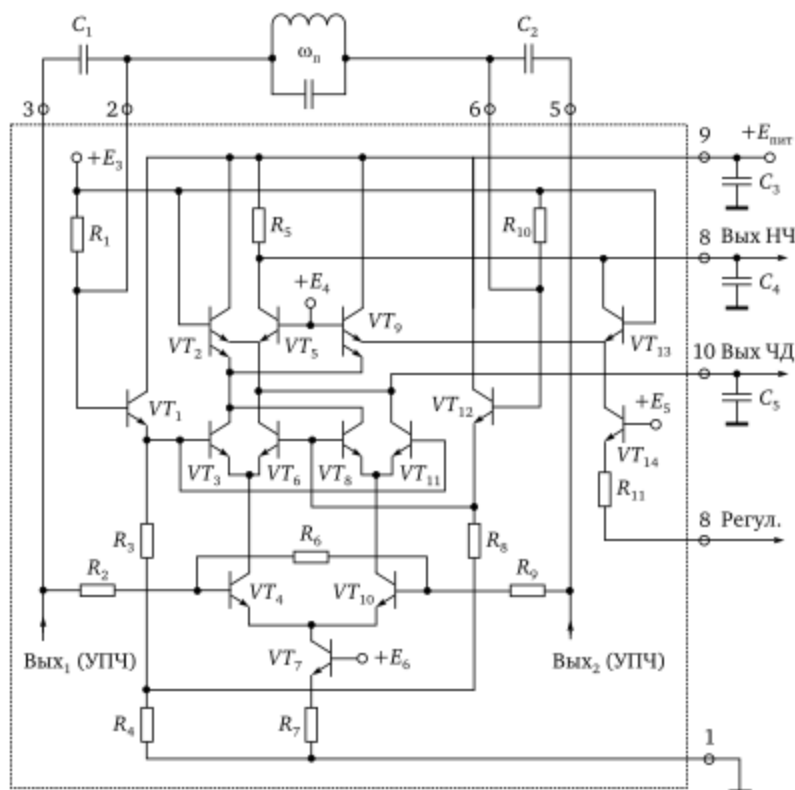 C₁
C₂
ωп
3
2
6
5
9
+Eпит
+E₃
C₃
R₁
R₅
R₁₀
8
Вых НЧ
+E₄
C₄
VT₂
VT₅
VT₉
VT₁₃
10
Вых ЧД
VT₁
VT₁₂
+E₅
C₅
VT₃
VT₆
VT₈
VT₁₁
VT₁₄
R₁₁
R₃
R₆
R₈
8
Регул.
R₂
R₉
VT₄
VT₁₀
Вых₁ (УПЧ)
VT₇
+E₆
Вых₂ (УПЧ)
R₄
R₇
1